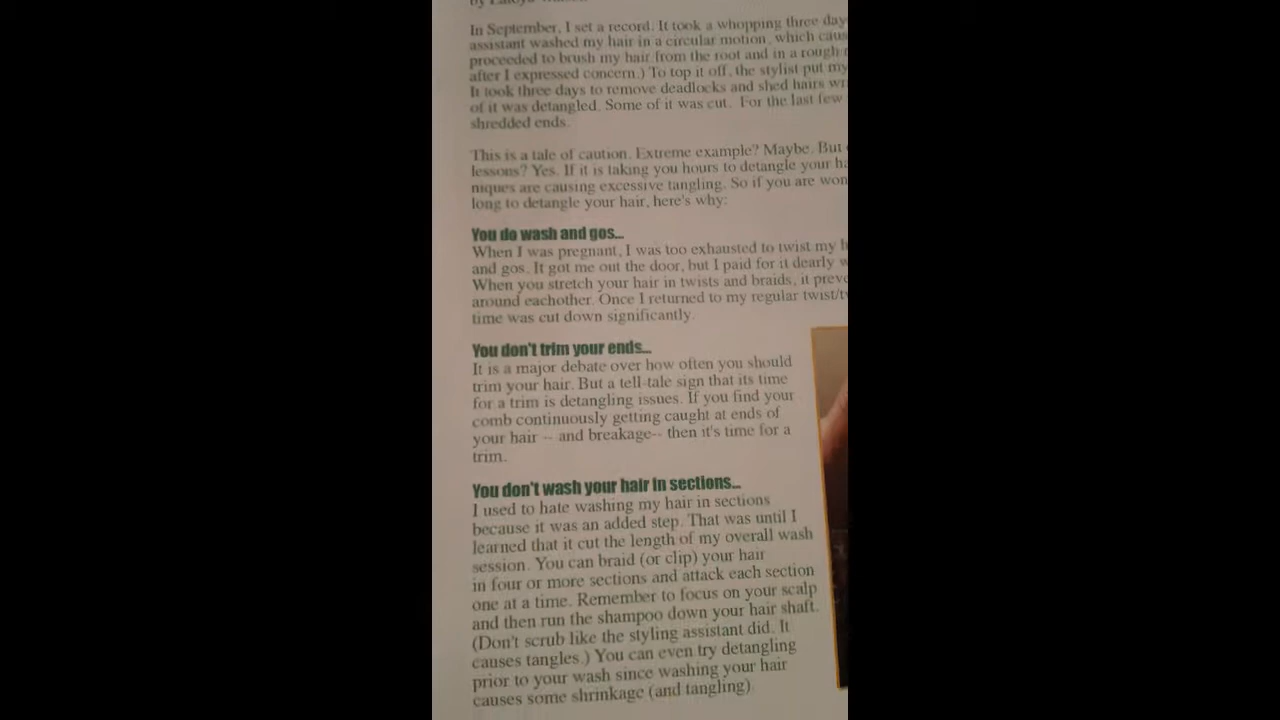 by
In September, I set a record. It took a whopping three day
assistant washed my hair in a circular motion, which caus
proceeded to brush my hair from the root and in a rough
after I expressed concern.) To top it off, the stylist put my
It took three days to remove deadlocks and shed hairs wr
of it was detangled. Some of it was cut. For the last few
shredded ends.
This is a tale of caution. Extreme example? Maybe. But
lessons? Yes. If it is taking you hours to detangle your ha
niques are causing excessive tangling. So if you are won
long to detangle your hair, here's why:
You do wash and gos...
When I was pregnant, I was too exhausted to twist my h
and gos. It got me out the door, but I paid for it dearly w
When you stretch your hair in twists and braids, it preve
around eachother. Once I returned to my regular twist/tw
time was cut down significantly.
You don't trim your ends...
It is a major debate over how often you should
trim your hair. But a tell-tale sign that its time
for a trim is detangling issues. If you find your
comb continuously getting caught at ends of
your hair -- and breakage-- then it's time for a
trim.
You don't wash your hair in sections...
I used to hate washing my hair in sections
because it was an added step. That was until I
learned that it cut the length of my overall wash
session. You can braid (or clip) your hair
in four or more sections and attack each section
one at a time. Remember to focus on your scalp
and then run the shampoo down your hair shaft.
(Don't scrub like the styling assistant did. It
causes tangles.) You can even try detangling
prior to your wash since washing your hair
causes some shrinkage (and tangling)